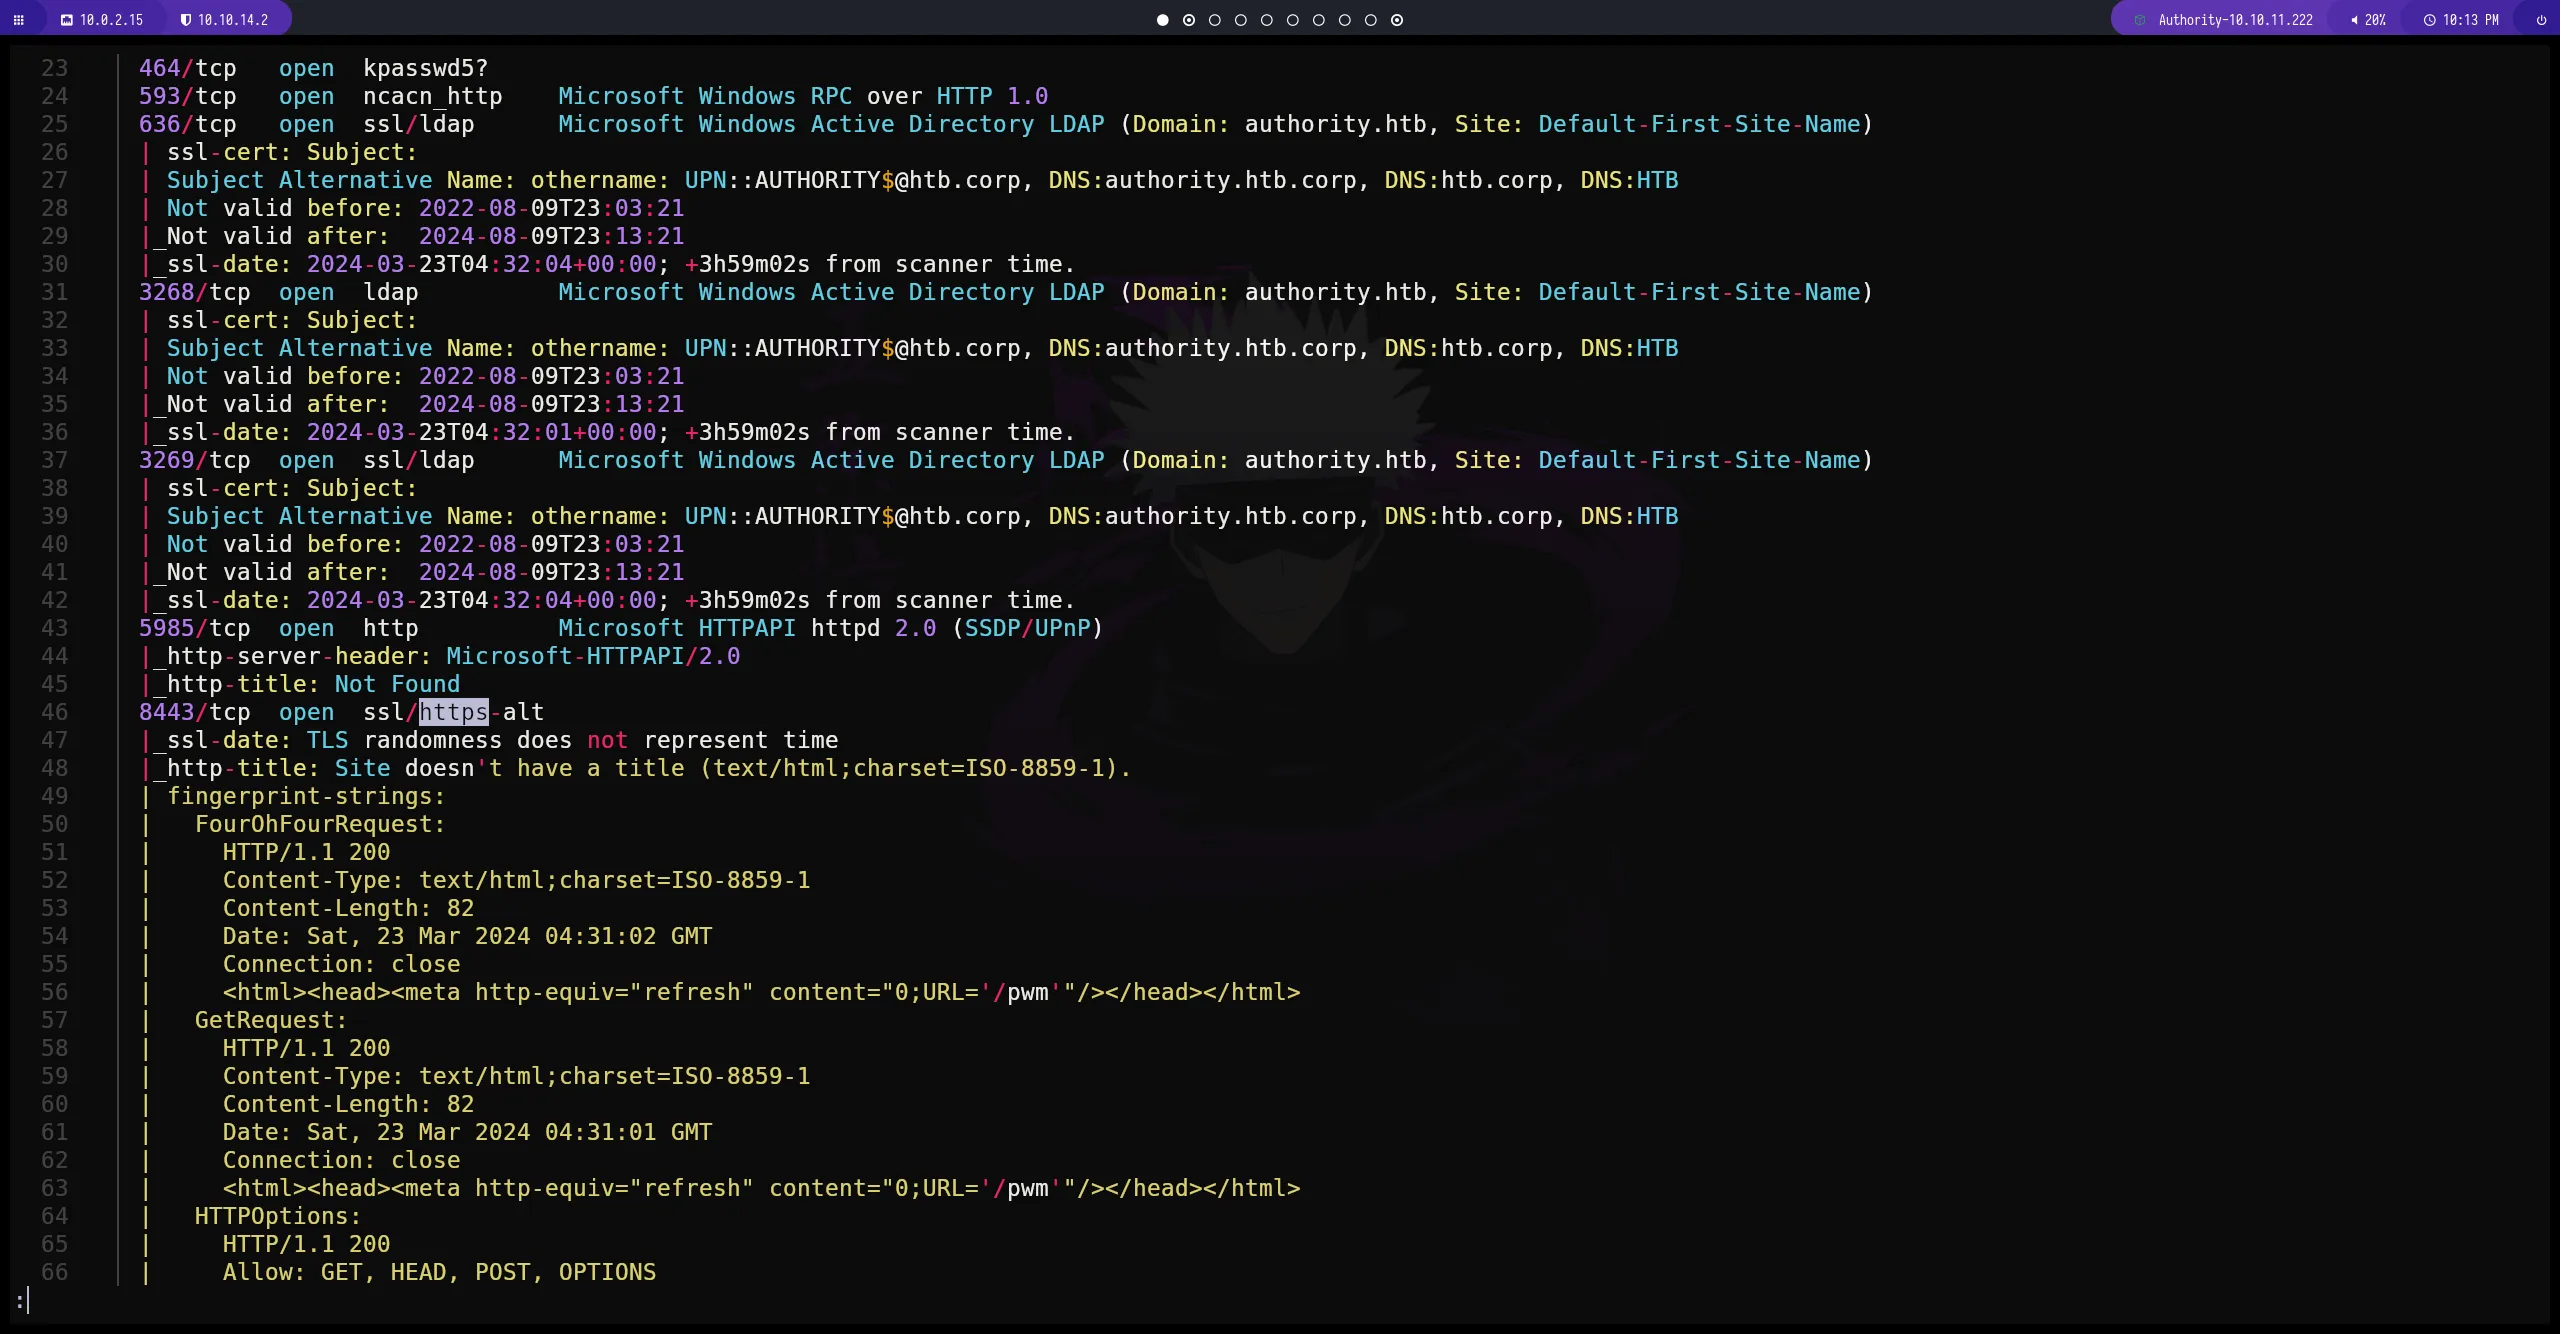 10.0.2.15 10.10.14.2 Authority-10.10.11.222 20% 10:13 PM
23 464/tcp open kpasswd5?
24 593/tcp open ncacn_http Microsoft Windows RPC over HTTP 1.0
25 636/tcp open ssl/ldap Microsoft Windows Active Directory LDAP (Domain: authority.htb, Site: Default-First-Site-Name)
26 | ssl-cert: Subject:
27 | Subject Alternative Name: othername: UPN::AUTHORITY$@htb.corp, DNS:authority.htb.corp, DNS:htb.corp, DNS:HTB
28 | Not valid before: 2022-08-09T23:03:21
29 |_Not valid after: 2024-08-09T23:13:21
30 |_ssl-date: 2024-03-23T04:32:04+00:00; +3h59m02s from scanner time.
31 3268/tcp open ldap Microsoft Windows Active Directory LDAP (Domain: authority.htb, Site: Default-First-Site-Name)
32 | ssl-cert: Subject:
33 | Subject Alternative Name: othername: UPN::AUTHORITY$@htb.corp, DNS:authority.htb.corp, DNS:htb.corp, DNS:HTB
34 | Not valid before: 2022-08-09T23:03:21
35 |_Not valid after: 2024-08-09T23:13:21
36 |_ssl-date: 2024-03-23T04:32:01+00:00; +3h59m02s from scanner time.
37 3269/tcp open ssl/ldap Microsoft Windows Active Directory LDAP (Domain: authority.htb, Site: Default-First-Site-Name)
38 | ssl-cert: Subject:
39 | Subject Alternative Name: othername: UPN::AUTHORITY$@htb.corp, DNS:authority.htb.corp, DNS:htb.corp, DNS:HTB
40 | Not valid before: 2022-08-09T23:03:21
41 |_Not valid after: 2024-08-09T23:13:21
42 |_ssl-date: 2024-03-23T04:32:04+00:00; +3h59m02s from scanner time.
43 5985/tcp open http Microsoft HTTPAPI httpd 2.0 (SSDP/UPnP)
44 |_http-server-header: Microsoft-HTTPAPI/2.0
45 |_http-title: Not Found
46 8443/tcp open ssl/https-alt
47 |_ssl-date: TLS randomness does not represent time
48 |_http-title: Site doesn't have a title (text/html;charset=ISO-8859-1).
49 | fingerprint-strings:
50 | FourOhFourRequest:
51 | HTTP/1.1 200
52 | Content-Type: text/html;charset=ISO-8859-1
53 | Content-Length: 82
54 | Date: Sat, 23 Mar 2024 04:31:02 GMT
55 | Connection: close
56 | <html><head><meta http-equiv="refresh" content="0;URL='/pwm'"/></head></html>
57 | GetRequest:
58 | HTTP/1.1 200
59 | Content-Type: text/html;charset=ISO-8859-1
60 | Content-Length: 82
61 | Date: Sat, 23 Mar 2024 04:31:01 GMT
62 | Connection: close
63 | <html><head><meta http-equiv="refresh" content="0;URL='/pwm'"/></head></html>
64 | HTTPOptions:
65 | HTTP/1.1 200
66 | Allow: GET, HEAD, POST, OPTIONS
: